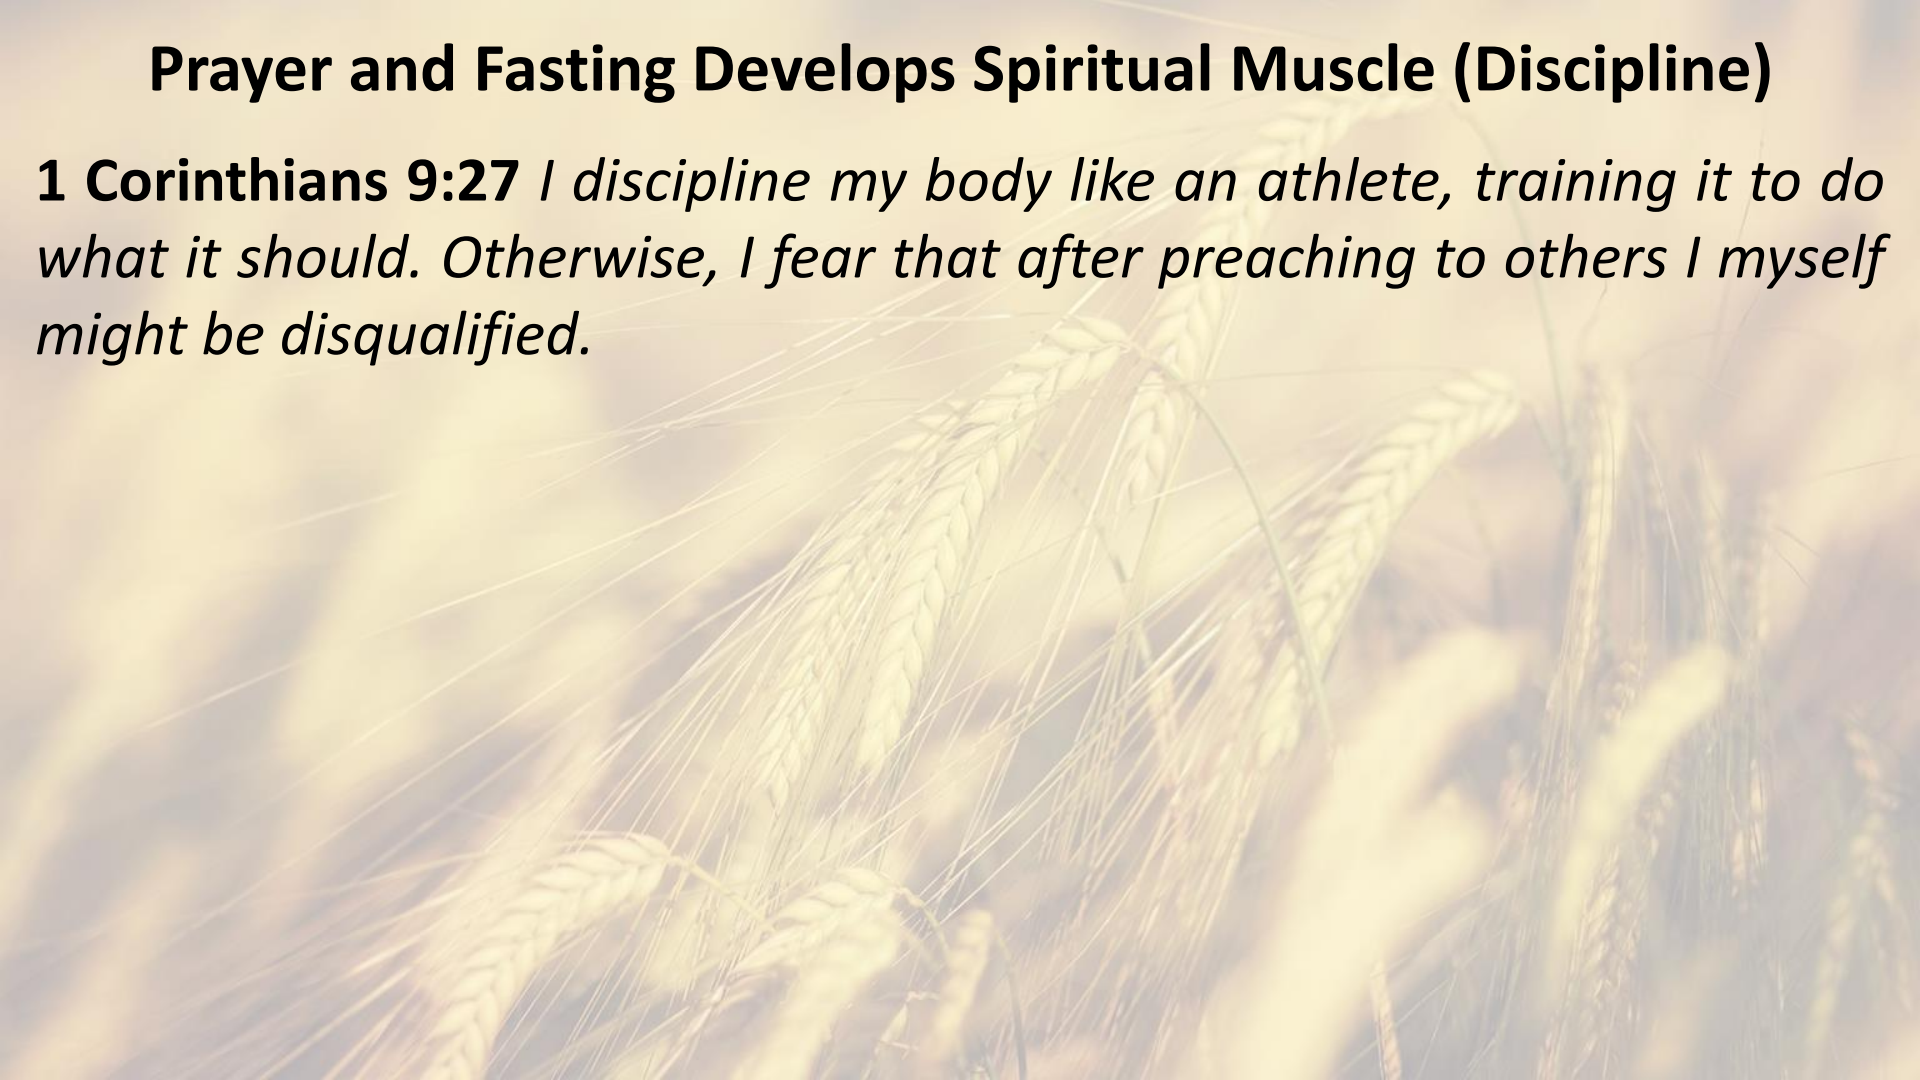 Prayer and Fasting Develops Spiritual Muscle (Discipline)
1 Corinthians 9:27 I discipline my body like an athlete, training it to do
what it should. Otherwise, I fear that after preaching to others I myself
might be disqualified.